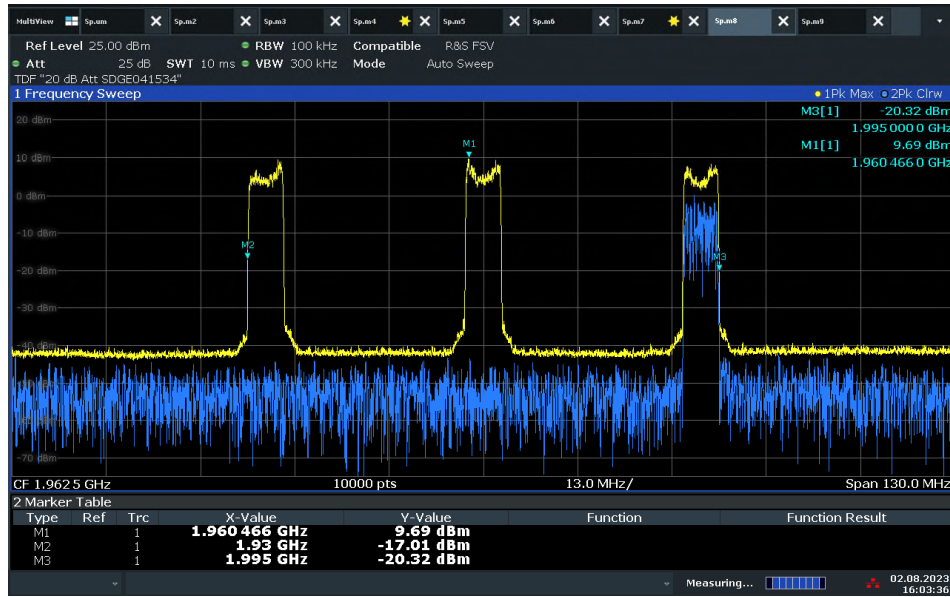 MultiView Sp.um Sp.m2 Sp.m3 Sp.m4 Sp.m5 Sp.m6 Sp.m7 Sp.m8 Sp.m9
Ref Level 25.00 dBm RBW 100 kHz Compatible R&S FSV
Att 25 dB SWT 10 ms VBW 300 kHz Mode Auto Sweep
TDF "20 dB Att SDGE041534"
1 Frequency Sweep 1Pk Max 2Pk Clrw
M3[1] -20.32 dBm
20 dBm
1.995 000 0 GHz
M1[1] 9.69 dBm
M1
10 dBm
1.960 466 0 GHz
0 dBm
-10 dBm
M2
M3
-20 dBm
-30 dBm
-40 dBm
-70 dBm
CF 1.962 5 GHz 10000 pts 13.0 MHz/ Span 130.0 MHz
2 Marker Table
Type Ref Trc X-Value Y-Value Function Function Result
M1 1 1.960 466 GHz 9.69 dBm
M2 1 1.93 GHz -17.01 dBm
M3 1 1.995 GHz -20.32 dBm
Measuring... 02.08.2023
16:03:36